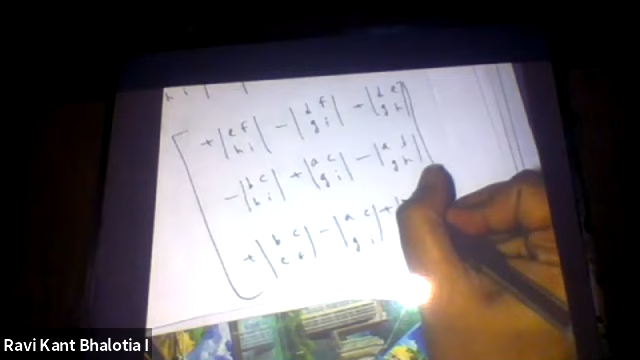 +|e f| -|d f| +|d e|
|h i| |g i| |g h|
-|b c| +|a c| -|a b|
|h i| |g i| |g h|
+|b c| -|a c| +|
|e f| |g i|
Ravi Kant Bhalotia I